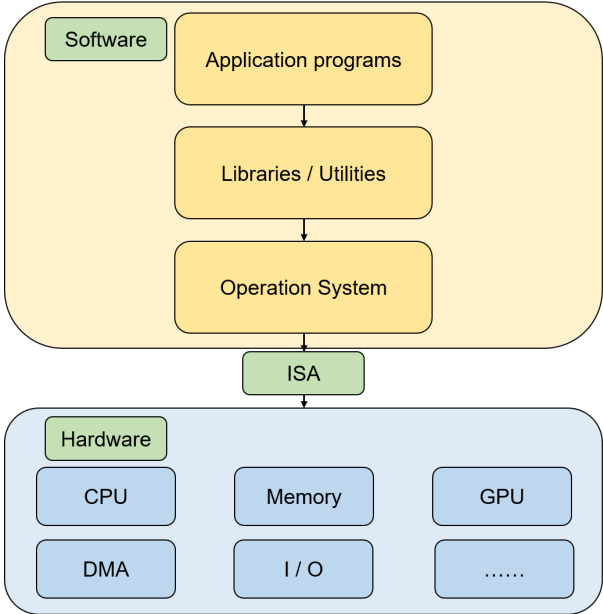 Software
Application programs
Libraries / Utilities
Operation System
ISA
Hardware
CPU
Memory
GPU
DMA
I / O
……